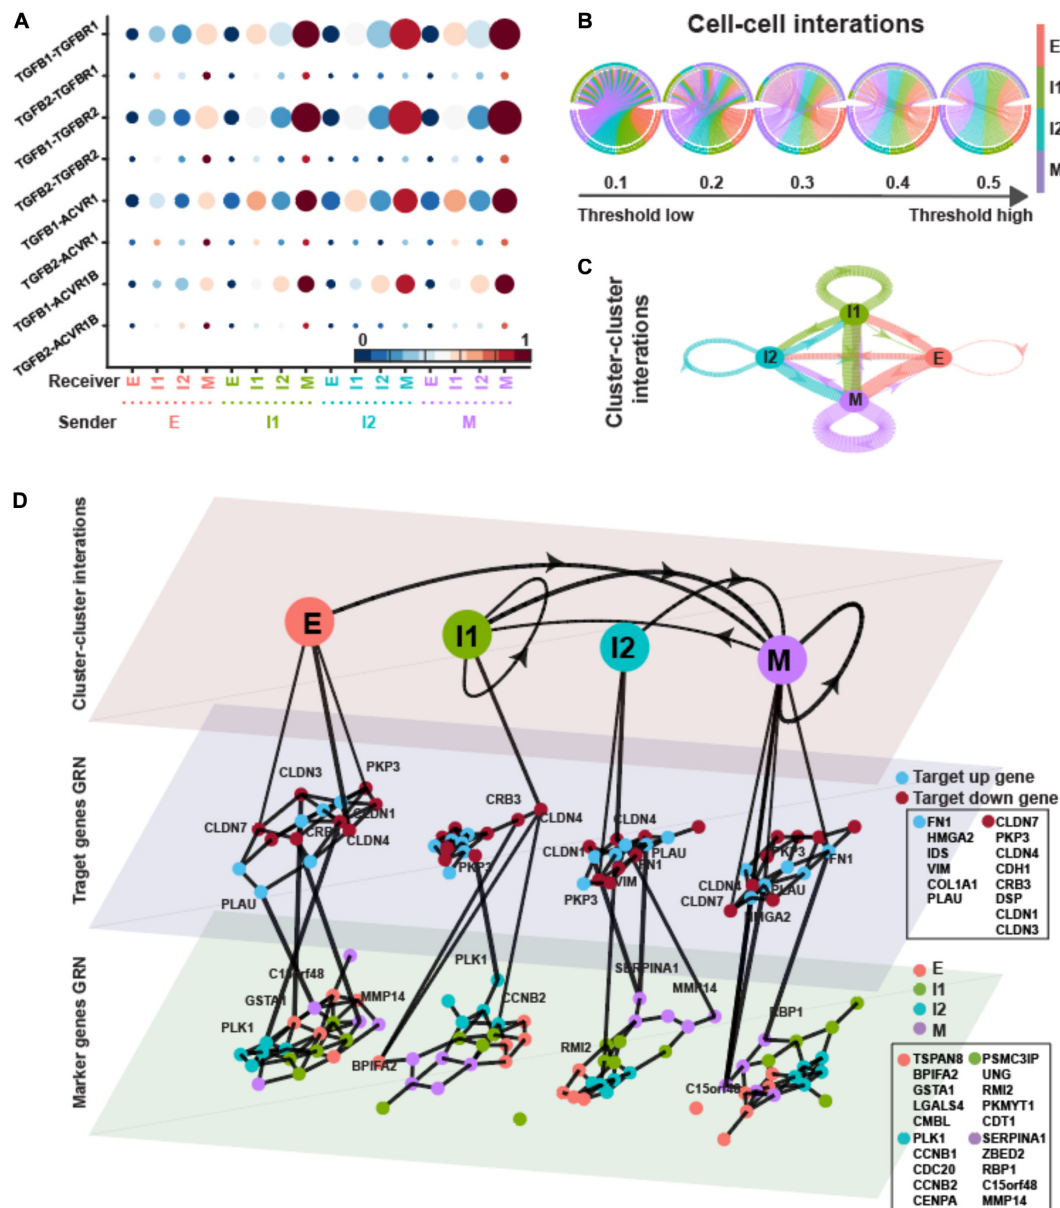 A
TGFB1-TGFBR1
TGFB2-TGFBR1
TGFB1-TGFBR2
TGFB2-TGFBR2
TGFB1-ACVR1
TGFB2-ACVR1
TGFB1-ACVR1B
TGFB2-ACVR1B
0 1
Receiver E I1 I2 M E I1 I2 M E I1 I2 M E I1 I2 M
Sender E I1 I2 M
B
Cell-cell interations
E
I1
I2
M
0.1 0.2 0.3 0.4 0.5
Threshold low Threshold high
C
Cluster-cluster
interations
I1
I2 E
M
D
Cluster-cluster interations
E I1 I2 M
Traget genes GRN
CLDN3 PKP3
CLDN1
CLDN7 CRB3 CLDN4
PLAU
CRB3
CLDN4
PKP3
CLDN4
CLDN1 PLAU
FN1
VIM
PKP3
PKP3 FN1
CLDN4 PLAU
CLDN7 HMGA2
Target up gene
Target down gene
FN1 CLDN7
HMGA2 PKP3
IDS CLDN4
VIM CDH1
COL1A1 CRB3
PLAU DSP
CLDN1
CLDN3
Marker genes GRN
C15orf48
GSTA1 MMP14
PLK1
PLK1
CCNB2
BPIFA2
SERPINA1
MMP14
RMI2
RBP1
C15orf48
E
I1
I2
M
TSPAN8 PSMC3IP
BPIFA2 UNG
GSTA1 RMI2
LGALS4 PKMYT1
CMBL CDT1
PLK1 SERPINA1
CCNB1 ZBED2
CDC20 RBP1
CCNB2 C15orf48
CENPA MMP14